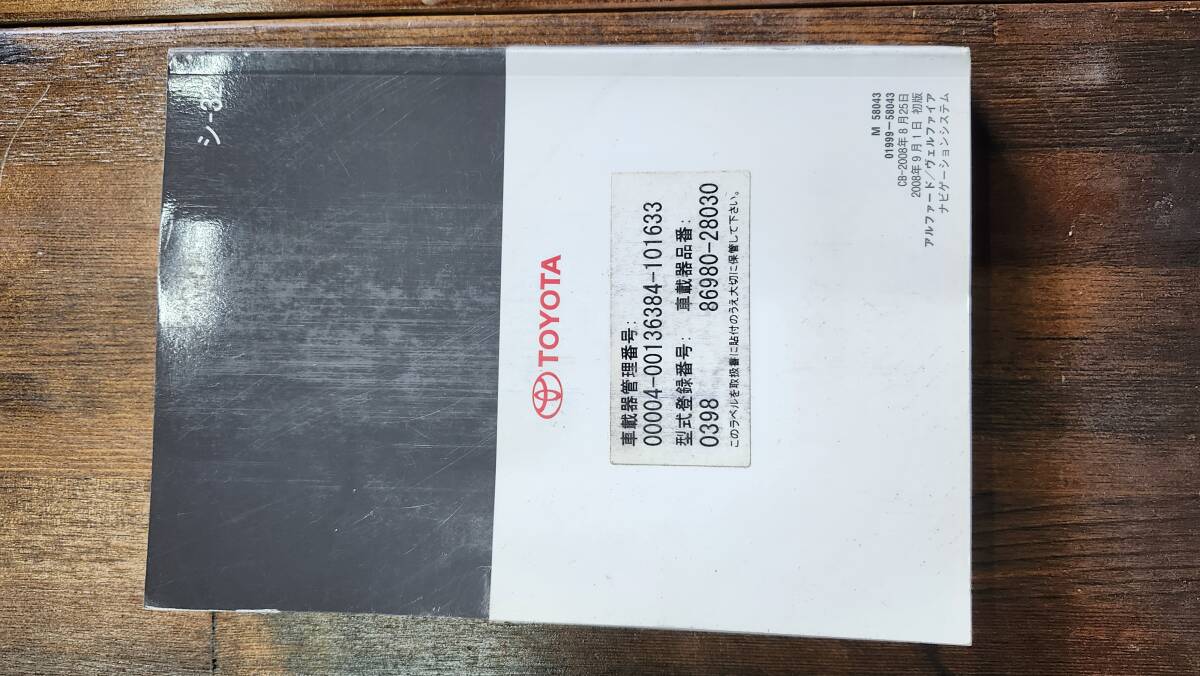 シ-3
TOYOTA
車載器管理番号:
00004-00136384-101633
型式登録番号: 車載器品番:
0398 86980-28030
このラベルを取扱書に貼付のうえ大切に保管して下さい。
M 58043
01999-58043
CB-2008年8月25日
2008年9月1日 初版
アルファード/ヴェルファイア
ナビゲーションシステム